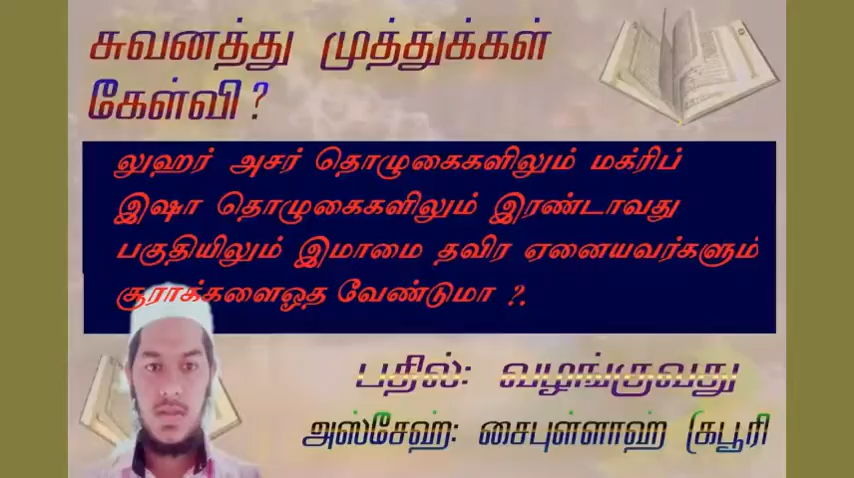 சுவனத்து முத்துக்கள்
கேள்வி?
லுஹர் அசர் தொழுகைகளிலும் மக்ரிப்
இஷா தொழுகைகளிலும் இரண்டாவது
பகுதியிலும் இமாமை தவிர ஏனையவர்களும்
சூராக்களைஓத வேண்டுமா ?.
பதில்: வழங்குவது
அஸ்சேஹ்: சைபுள்ளாஹ் (கபூரி